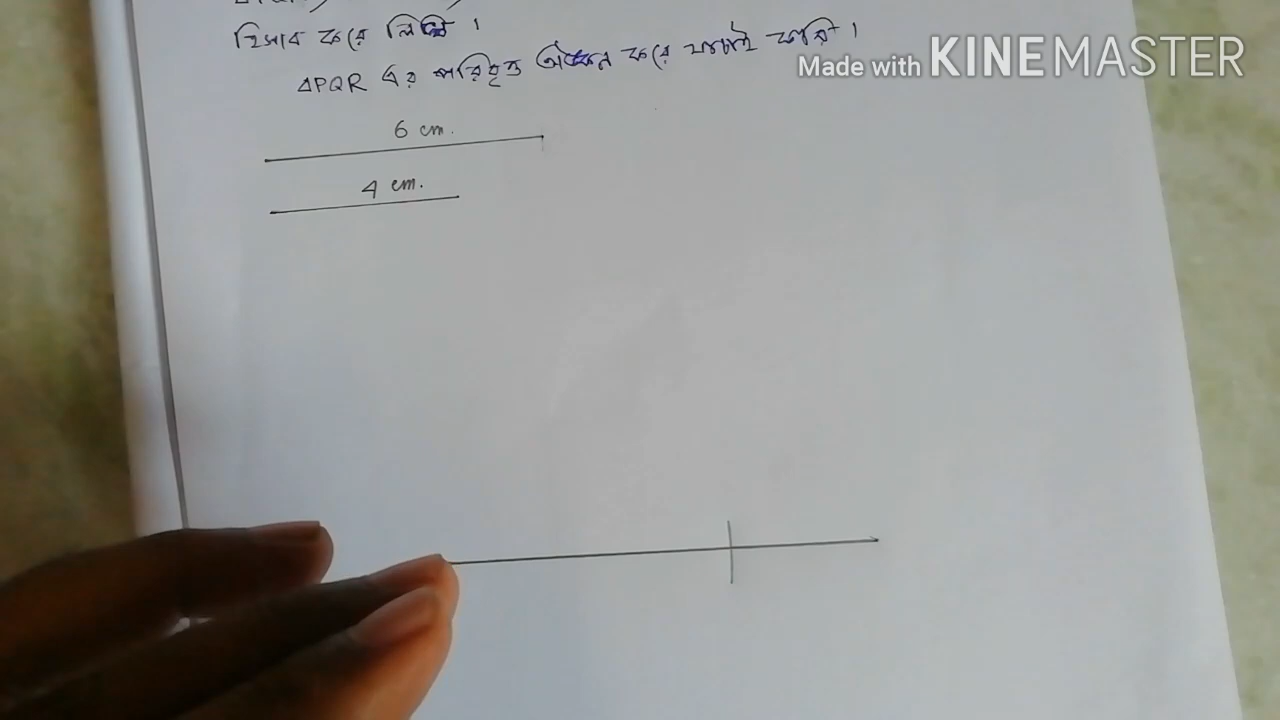 হিসাব করে লিখি।
ΔPQR এর পরিবৃত্ত অঙ্কন করে যাচাই করি।
Made with KINEMASTER
6 cm.
4 cm.